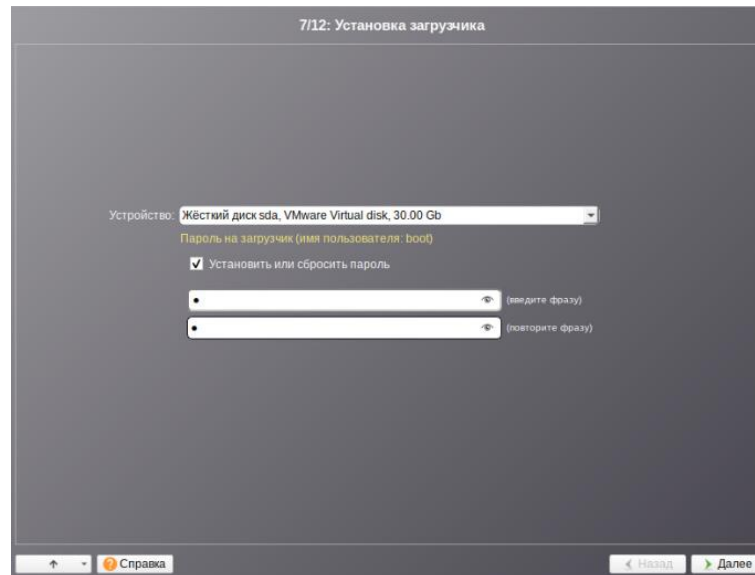 7/12: Установка загрузчика
Устройство: Жёсткий диск sda, VMware Virtual disk, 30.00 Gb
Пароль на загрузчик (имя пользователя: boot)
Установить или сбросить пароль
(введите фразу)
(повторите фразу)
Справка Назад Далее